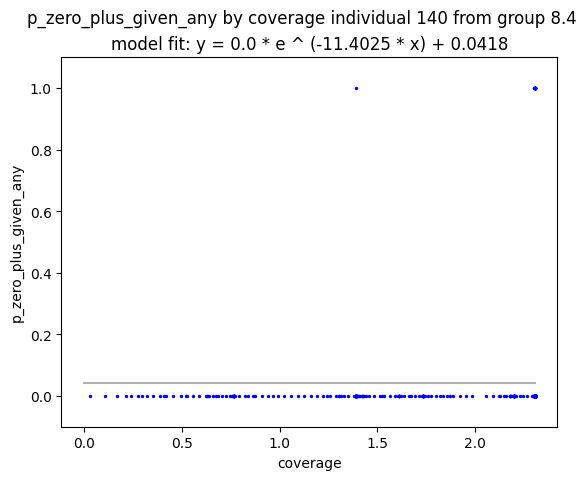 p_zero_plus_given_any by coverage individual 140 from group 8.4
model fit: y = 0.0 * e ^ (-11.4025 * x) + 0.0418
1.0
0.8
0.6
0.4
0.2
0.0
p_zero_plus_given_any
0.0 0.5 1.0 1.5 2.0
coverage